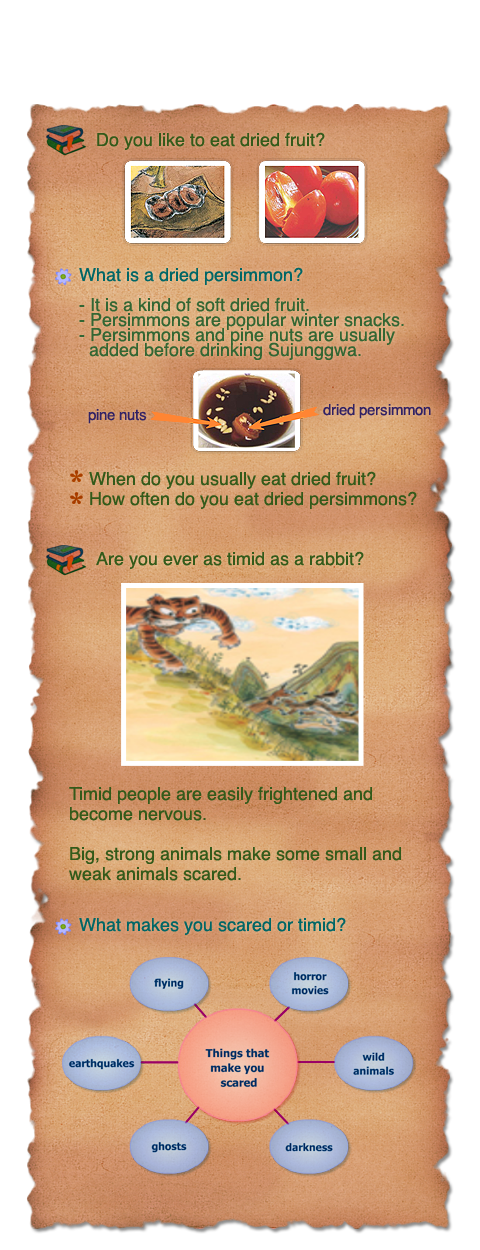 Do you like to eat dried fruit?
What is a dried persimmon?
- It is a kind of soft dried fruit.
- Persimmons are popular winter snacks.
- Persimmons and pine nuts are usually
added before drinking Sujunggwa.
pine nuts
dried persimmon
* When do you usually eat dried fruit?
* How often do you eat dried persimmons?
Are you ever as timid as a rabbit?
Timid people are easily frightened and
become nervous.
Big, strong animals make some small and
weak animals scared.
What makes you scared or timid?
flying
horror
movies
earthquakes
Things that
make you
scared
wild
animals
ghosts
darkness